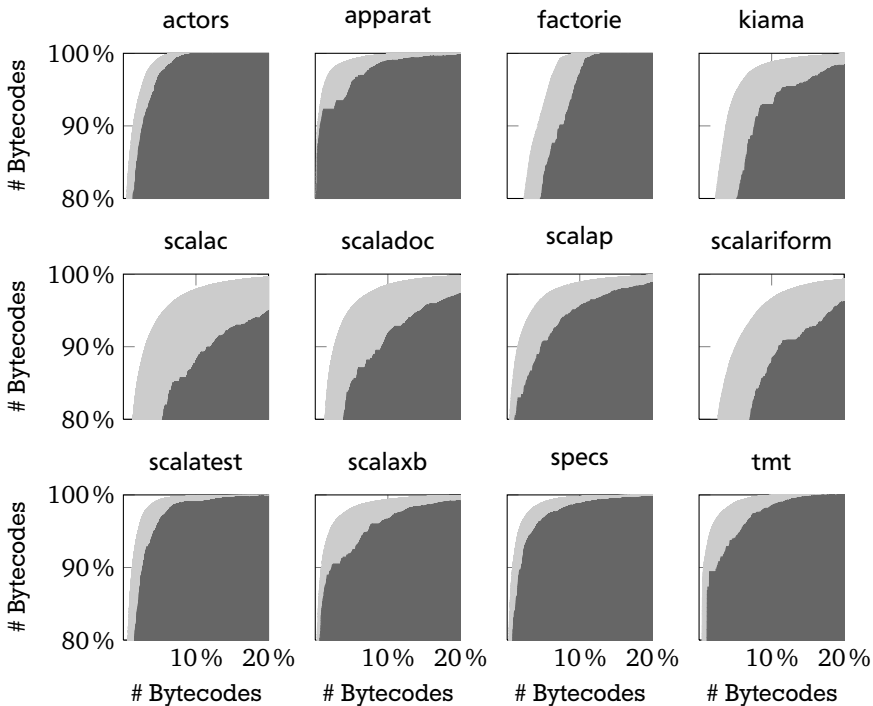 actors apparat factorie kiama
100 %
90 %
80 %
# Bytecodes
scalac scaladoc scalap scalariform
100 %
90 %
80 %
# Bytecodes
scalatest scalaxb specs tmt
100 %
90 %
80 %
# Bytecodes
10 % 20 % 10 % 20 % 10 % 20 % 10 % 20 %
# Bytecodes # Bytecodes # Bytecodes # Bytecodes